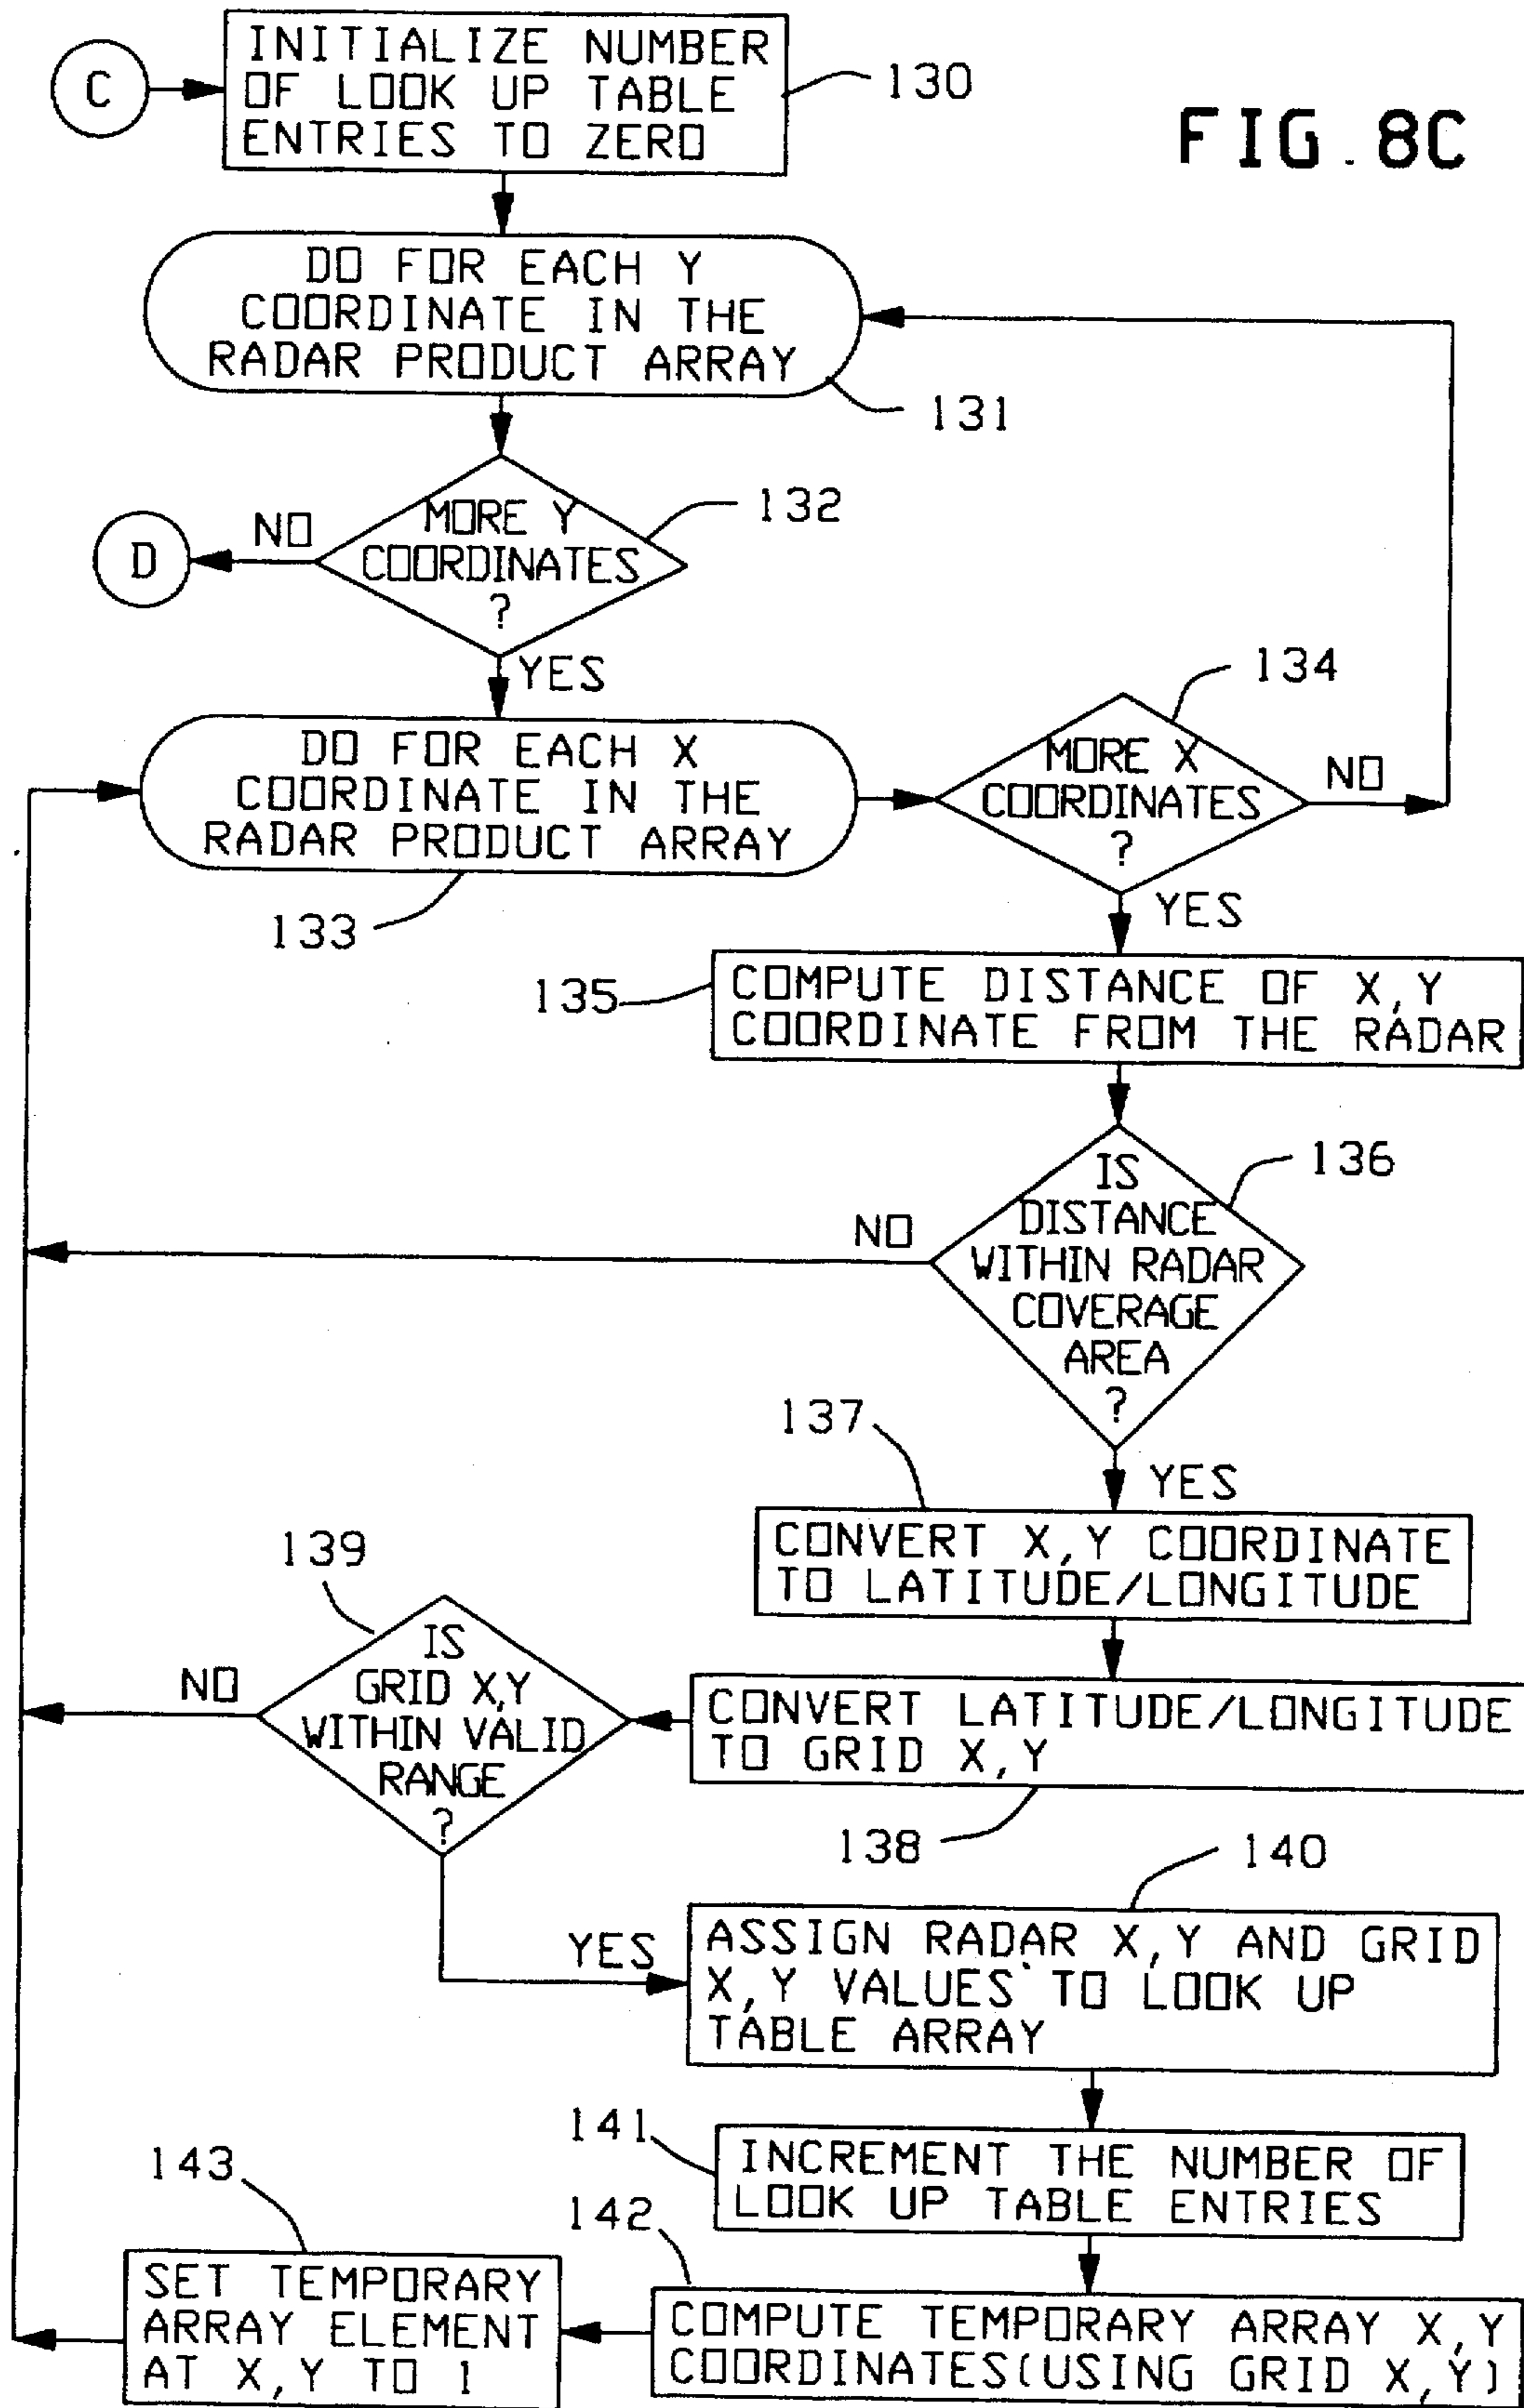 C
INITIALIZE NUMBER
OF LOOK UP TABLE
ENTRIES TO ZERO
130
FIG. 8C
DO FOR EACH Y
COORDINATE IN THE
RADAR PRODUCT ARRAY
131
MORE Y
COORDINATES
?
132
NO
D
YES
DO FOR EACH X
COORDINATE IN THE
RADAR PRODUCT ARRAY
133
134
MORE X
COORDINATES
?
NO
YES
135
COMPUTE DISTANCE OF X,Y
COORDINATE FROM THE RADAR
136
IS
DISTANCE
WITHIN RADAR
COVERAGE
AREA
?
NO
YES
137
CONVERT X,Y COORDINATE
TO LATITUDE/LONGITUDE
CONVERT LATITUDE/LONGITUDE
TO GRID X,Y
138
139
IS
GRID X,Y
WITHIN VALID
RANGE
?
NO
YES
140
ASSIGN RADAR X,Y AND GRID
X,Y VALUES TO LOOK UP
TABLE ARRAY
141
INCREMENT THE NUMBER OF
LOOK UP TABLE ENTRIES
142
COMPUTE TEMPORARY ARRAY X,Y
COORDINATES(USING GRID X,Y)
143
SET TEMPORARY
ARRAY ELEMENT
AT X,Y TO 1